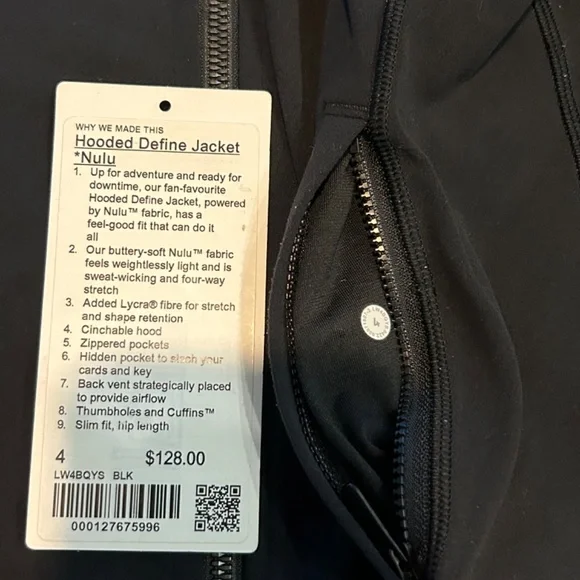 WHY WE MADE THIS
Hooded Define Jacket
*Nulu
1. Up for adventure and ready for
downtime, our fan-favourite
Hooded Define Jacket, powered
by Nulu™ fabric, has a
feel-good fit that can do it
all
2. Our buttery-soft Nulu™ fabric
feels weightlessly light and is
sweat-wicking and four-way
stretch
3. Added Lycra® fibre for stretch
and shape retention
4. Cinchable hood
5. Zippered pockets
6. Hidden pocket to stash your
cards and key
7. Back vent strategically placed
to provide airflow
8. Thumbholes and Cuffins™
9. Slim fit, hip length
4 $128.00
LW4BQYS BLK
000127675996
4